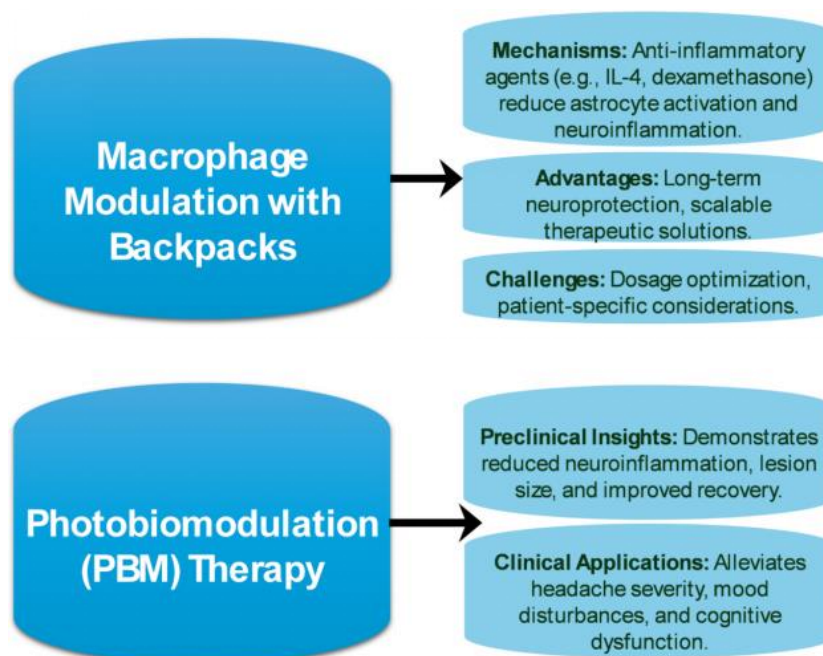 Macrophage
Modulation with
Backpacks
Mechanisms: Anti-inflammatory
agents (e.g., IL-4, dexamethasone)
reduce astrocyte activation and
neuroinflammation.
Advantages: Long-term
neuroprotection, scalable
therapeutic solutions.
Challenges: Dosage optimization,
patient-specific considerations.
Photobiomodulation
(PBM) Therapy
Preclinical Insights: Demonstrates
reduced neuroinflammation, lesion
size, and improved recovery.
Clinical Applications: Alleviates
headache severity, mood
disturbances, and cognitive
dysfunction.